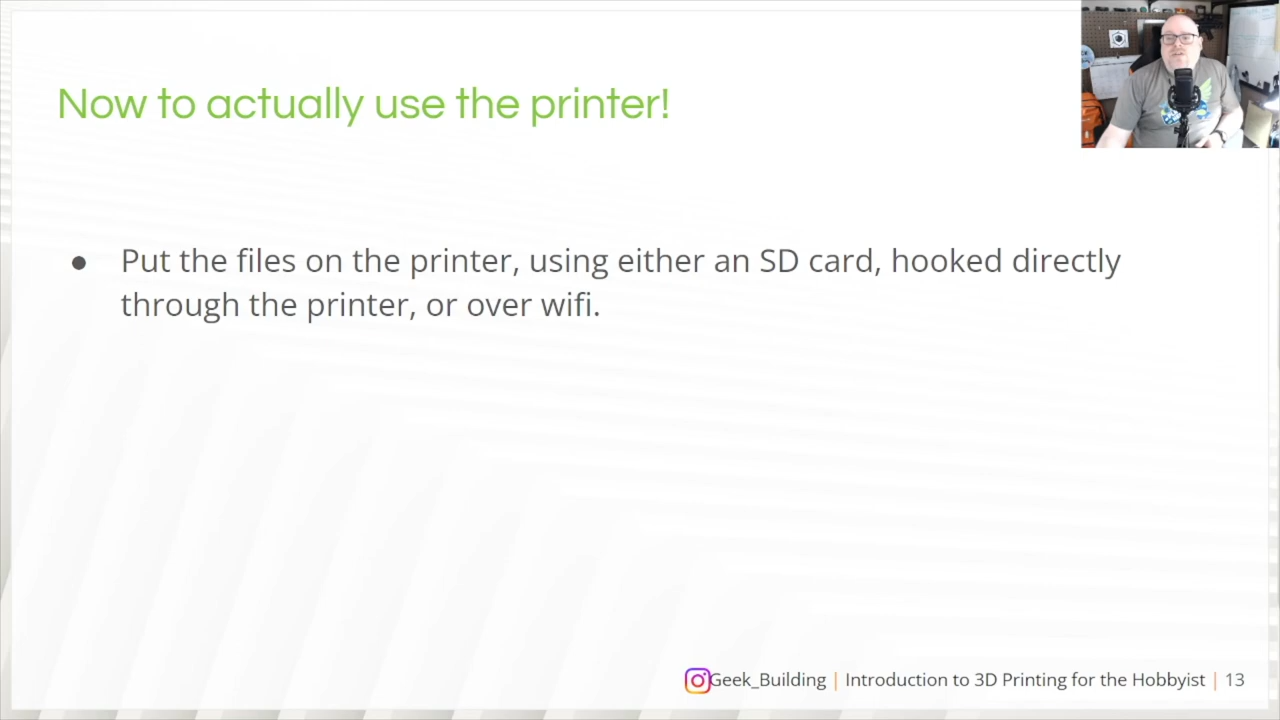 Now to actually use the printer!
● Put the files on the printer, using either an SD card, hooked directly
through the printer, or over wifi.
Geek_Building | Introduction to 3D Printing for the Hobbyist | 13